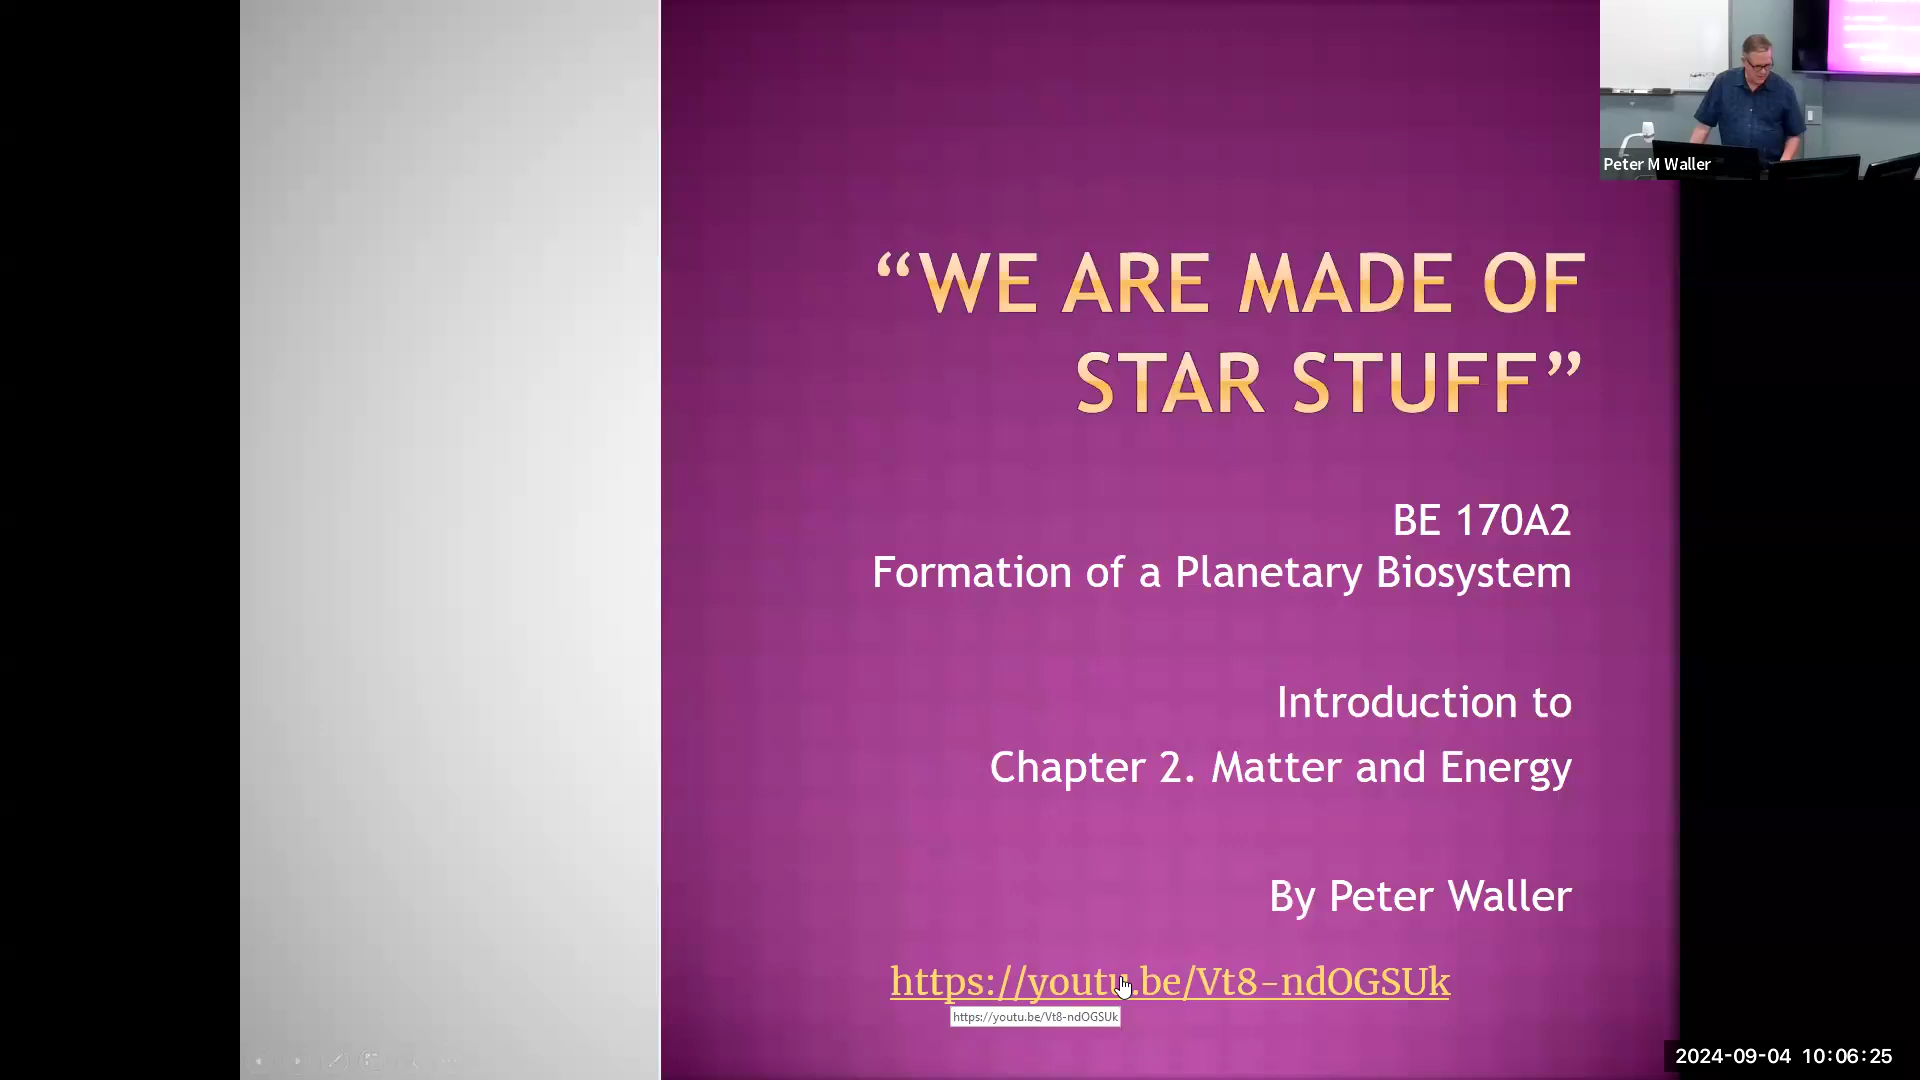 Peter M Waller
“WE ARE MADE OF
STAR STUFF”
BE 170A2
Formation of a Planetary Biosystem
Introduction to
Chapter 2. Matter and Energy
By Peter Waller
https://youtu.be/Vt8-ndOGSUk
https://youtu.be/Vt8-ndOGSUk
2024-09-04 10:06:25